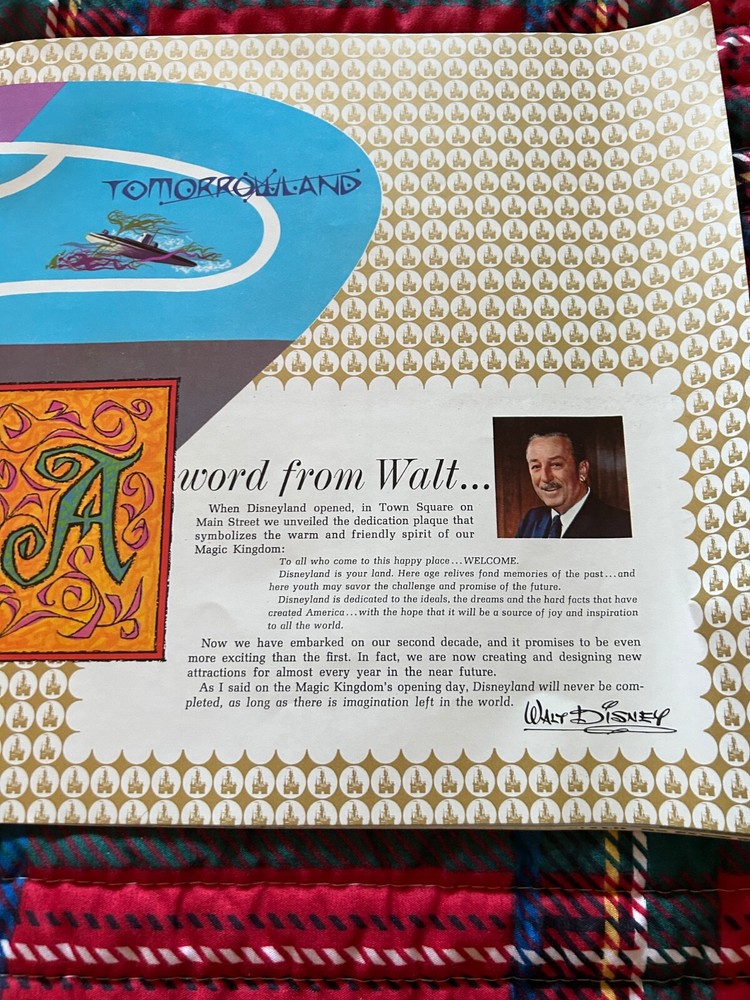 TOMORROWLAND
A word from Walt...
When Disneyland opened, in Town Square on
Main Street we unveiled the dedication plaque that
symbolizes the warm and friendly spirit of our
Magic Kingdom:
To all who come to this happy place...WELCOME.
Disneyland is your land. Here age relives fond memories of the past...and
here youth may savor the challenge and promise of the future.
Disneyland is dedicated to the ideals, the dreams and the hard facts that have
created America...with the hope that it will be a source of joy and inspiration
to all the world.
Now we have embarked on our second decade, and it promises to be even
more exciting than the first. In fact, we are now creating and designing new
attractions for almost every year in the near future.
As I said on the Magic Kingdom's opening day, Disneyland will never be com-
pleted, as long as there is imagination left in the world.
WALT DISNEY